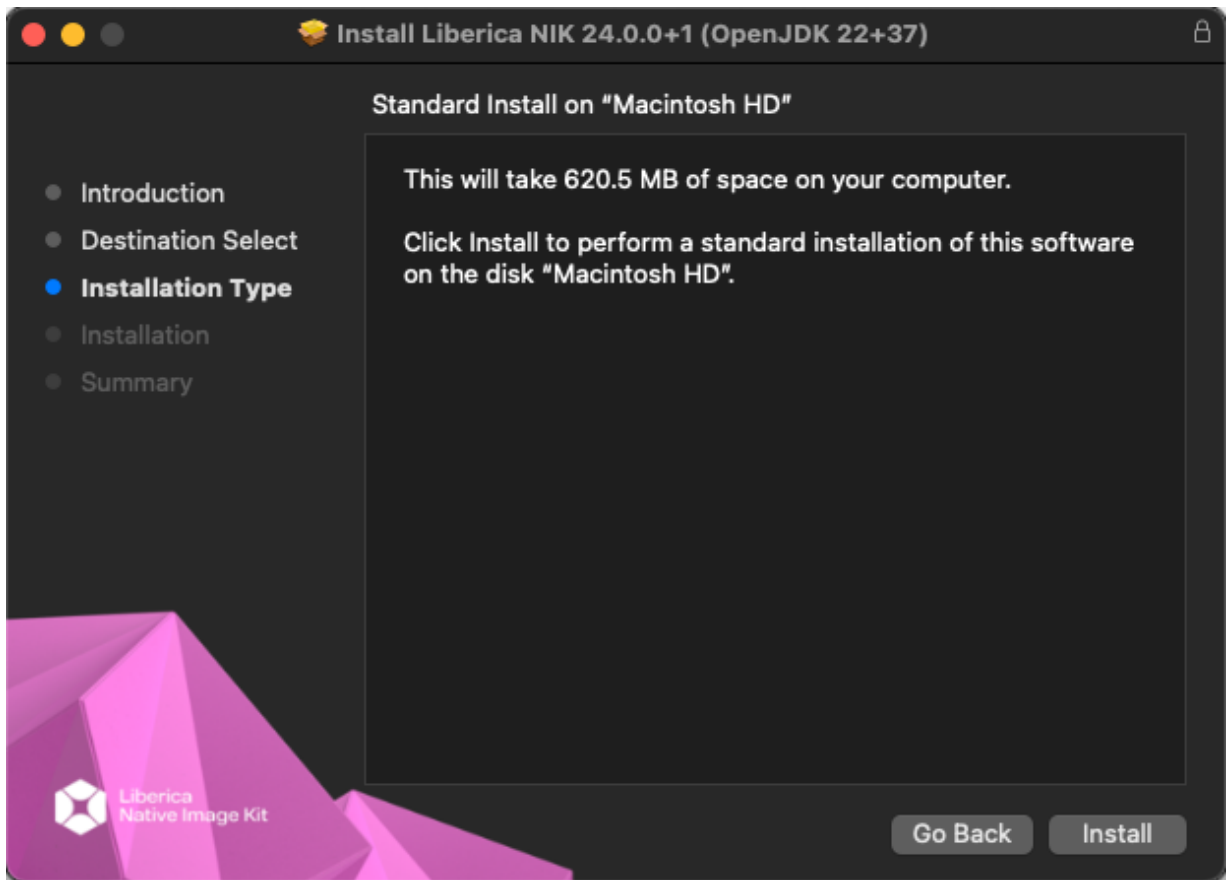 Install Liberica NIK 24.0.0+1 (OpenJDK 22+37)
Standard Install on “Macintosh HD”
Introduction
Destination Select
Installation Type
Installation
Summary
This will take 620.5 MB of space on your computer.
Click Install to perform a standard installation of this software
on the disk “Macintosh HD”.
Liberica
Native Image Kit
Go Back
Install